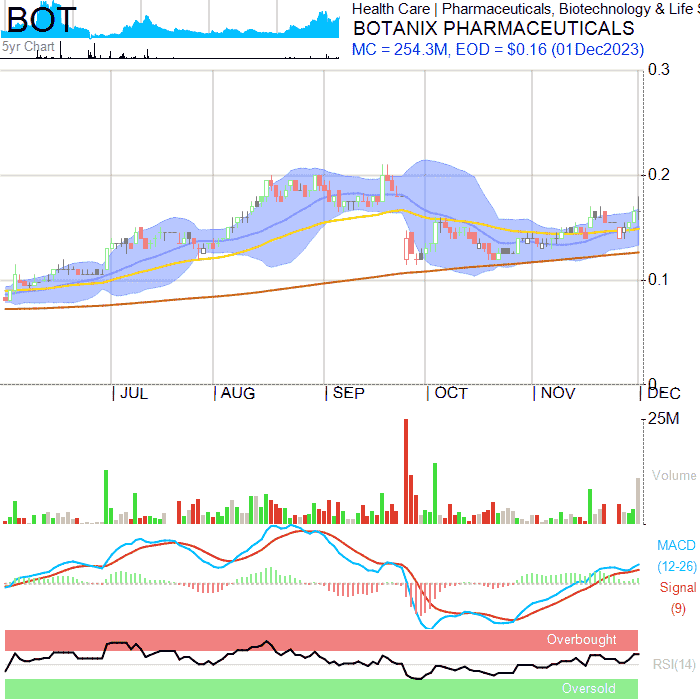 BOT
5yr Chart
Health Care | Pharmaceuticals, Biotechnology & Life S
BOTANIX PHARMACEUTICALS
MC = 254.3M, EOD = $0.16 (01Dec2023)
0.3
0.2
0.1
0
JUL
AUG
SEP
OCT
NOV
DEC
25M
Volume
MACD
(12-26)
Signal
(9)
Overbought
RSI(14)
Oversold